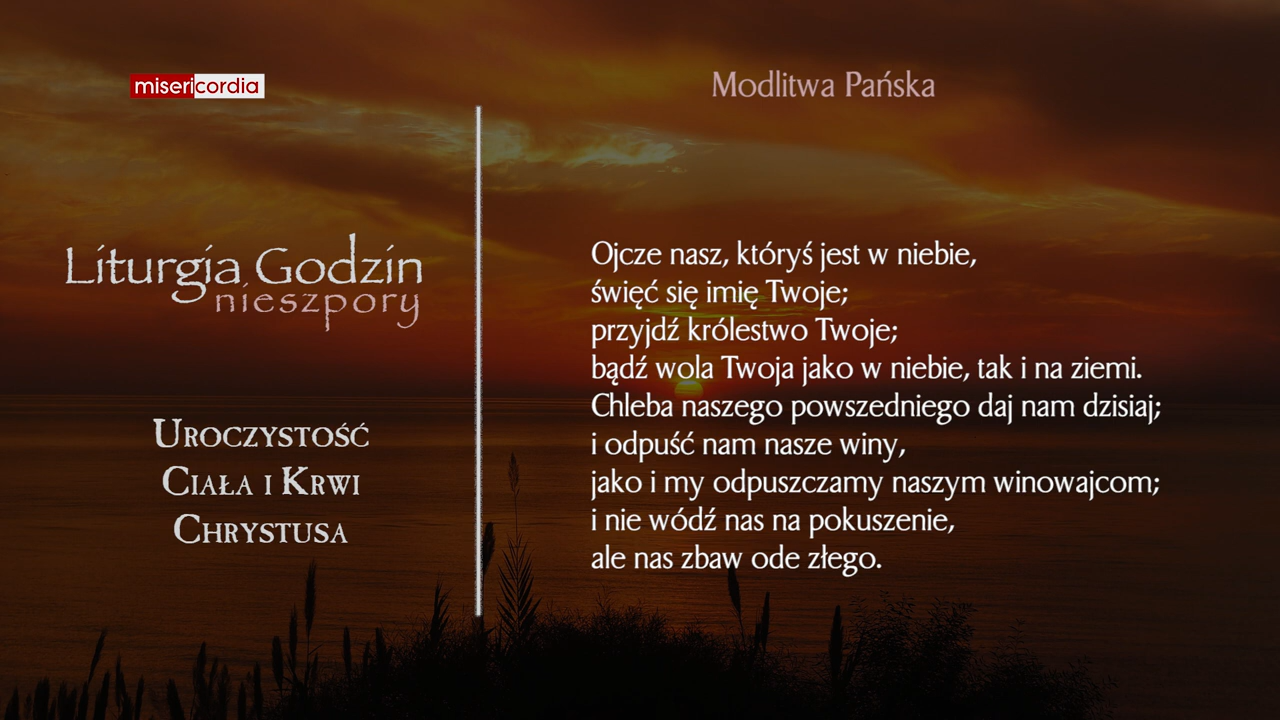 misericordia
Liturgia Godzin
nieszpory
Uroczystość
Ciała i Krwi
Chrystusa
Modlitwa Pańska
Ojcze nasz, któryś jest w niebie,
święć się imię Twoje;
przyjdź królestwo Twoje;
bądź wola Twoja jako w niebie, tak i na ziemi.
Chleba naszego powszedniego daj nam dzisiaj;
i odpuść nam nasze winy,
jako i my odpuszczamy naszym winowajcom;
i nie wódź nas na pokuszenie,
ale nas zbaw ode złego.